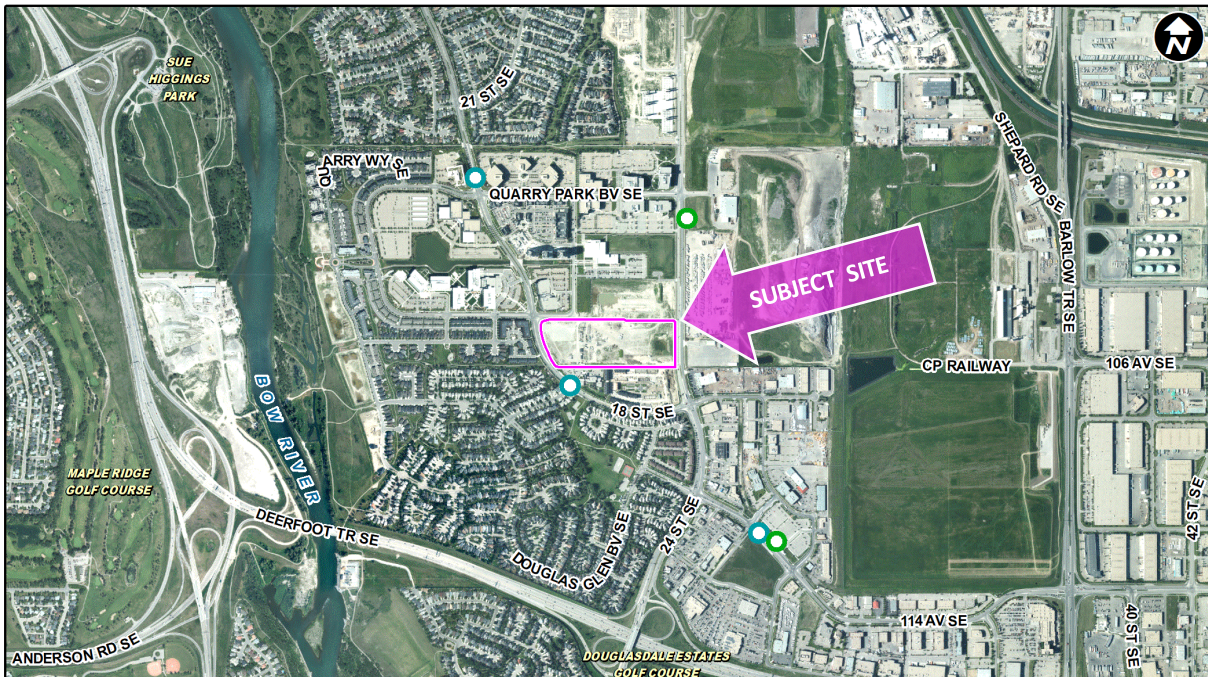 N
SUE
HIGGINGS
PARK
21 ST SE
SHEPARD RD SE
QUARRY WY SE
QUARRY PARK BV SE
BARLOW TR SE
SUBJECT SITE
CP RAILWAY
106 AV SE
BOW RIVER
18 ST SE
MAPLE RIDGE
GOLF COURSE
42 ST SE
24 ST SE
DEERFOOT TR SE
DOUGLAS GLEN BV SE
114 AV SE
40 ST SE
ANDERSON RD SE
DOUGLASDALE ESTATES
GOLF COURSE